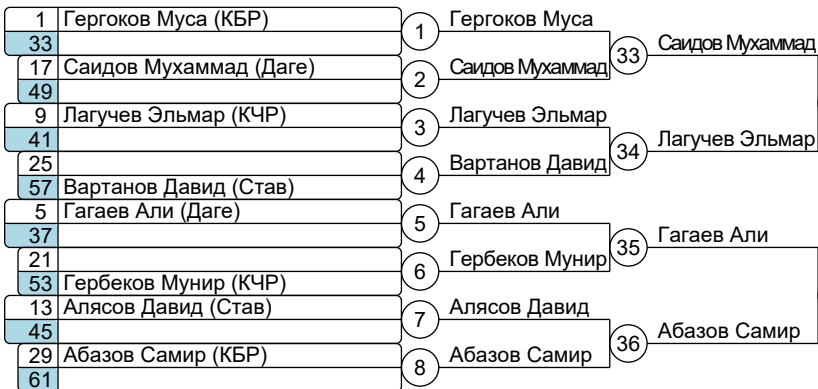 1 Гергоков Муса (КБР)
33
17 Саидов Мухаммад (Даге)
49
9 Лагучев Эльмар (КЧР)
41
25
57 Вартанов Давид (Став)
5 Гагаев Али (Даге)
37
21
53 Гербеков Мунир (КЧР)
13 Алясов Давид (Став)
45
29 Абазов Самир (КБР)
61
1 Гергоков Муса
2 Саидов Мухаммад
3 Лагучев Эльмар
4 Вартанов Давид
5 Гагаев Али
6 Гербеков Мунир
7 Алясов Давид
8 Абазов Самир
33 Саидов Мухаммад
34 Лагучев Эльмар
35 Гагаев Али
36 Абазов Самир